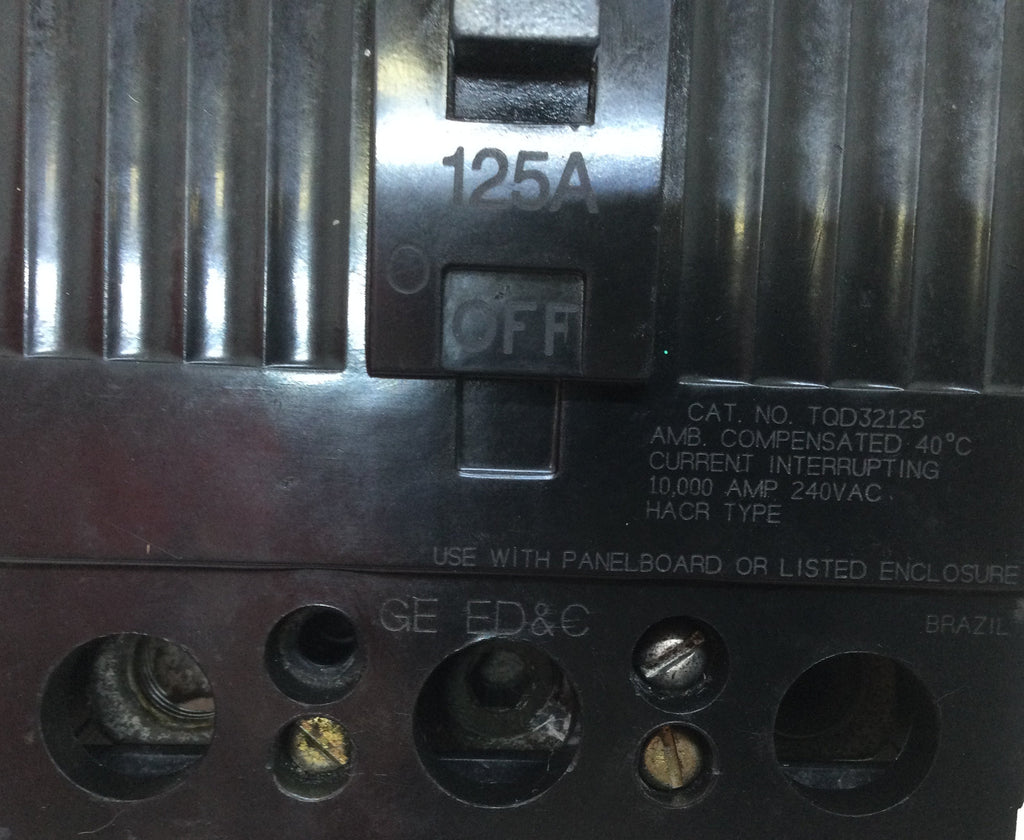 125A
OFF
CAT. NO. TQD32125
AMB. COMPENSATED 40°C
CURRENT INTERRUPTING
10,000 AMP 240VAC
HACR TYPE
USE WITH PANELBOARD OR LISTED ENCLOSURE
GE ED&C
BRAZIL